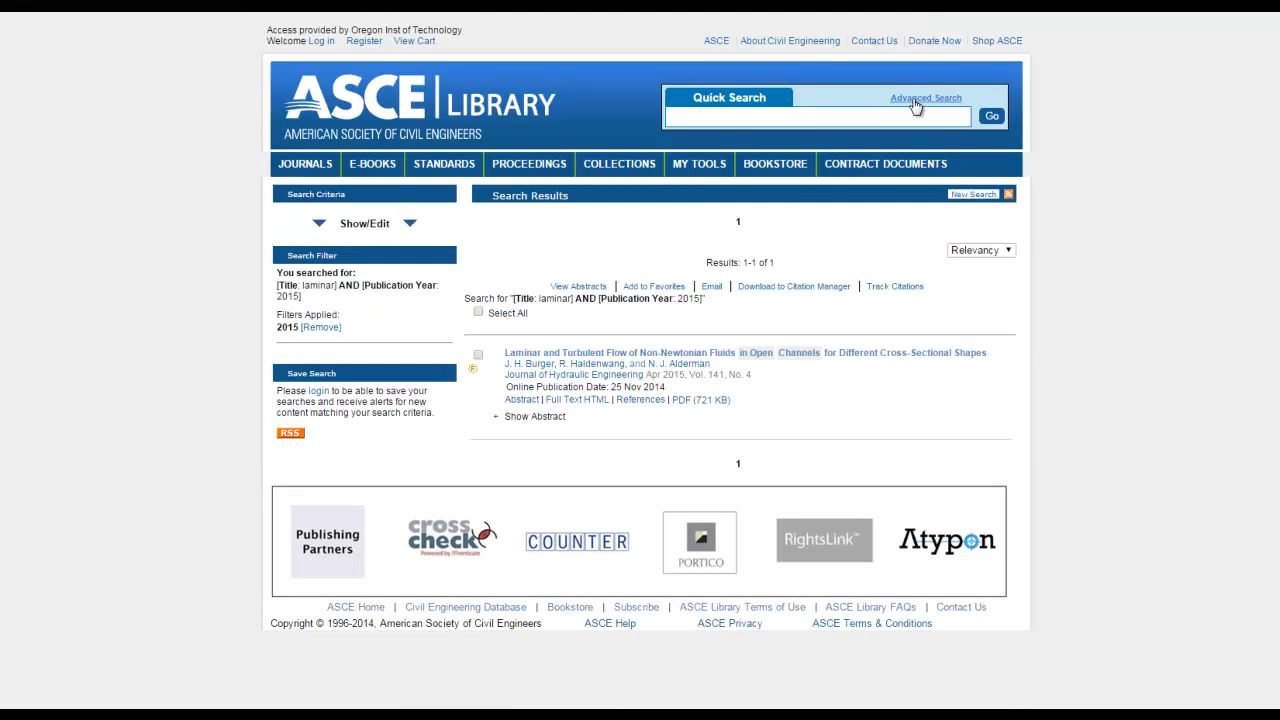 Access provided by Oregon Inst of Technology
Welcome Log in Register View Cart
ASCE About Civil Engineering Contact Us Donate Now Shop ASCE
ASCE LIBRARY
AMERICAN SOCIETY OF CIVIL ENGINEERS
Quick Search
Advanced Search
Go
JOURNALS E-BOOKS STANDARDS PROCEEDINGS COLLECTIONS MY TOOLS BOOKSTORE CONTRACT DOCUMENTS
Search Criteria
Show/Edit
Search Filter
You searched for:
[Title: laminar] AND [Publication Year:
2015]
Filters Applied:
2015 [Remove]
Save Search
Please login to be able to save your
searches and receive alerts for new
content matching your search criteria.
RSS
Search Results
New Search
1
Relevancy
Results: 1-1 of 1
View Abstracts | Add to Favorites | Email | Download to Citation Manager | Track Citations
Search for "[Title: laminar] AND [Publication Year: 2015]"
Select All
Laminar and Turbulent Flow of Non-Newtonian Fluids in Open Channels for Different Cross-Sectional Shapes
J. H. Burger, R. Haldenwang, and N. J. Alderman
Journal of Hydraulic Engineering Apr 2015, Vol. 141, No. 4
Online Publication Date: 25 Nov 2014
Abstract | Full Text HTML | References | PDF (721 KB)
+ Show Abstract
1
Publishing
Partners
cross
check
Powered by iThenticate
COUNTER
PORTICO
RightsLink™
Atypon
ASCE Home | Civil Engineering Database | Bookstore | Subscribe | ASCE Library Terms of Use | ASCE Library FAQs | Contact Us
Copyright © 1996-2014, American Society of Civil Engineers ASCE Help ASCE Privacy ASCE Terms & Conditions